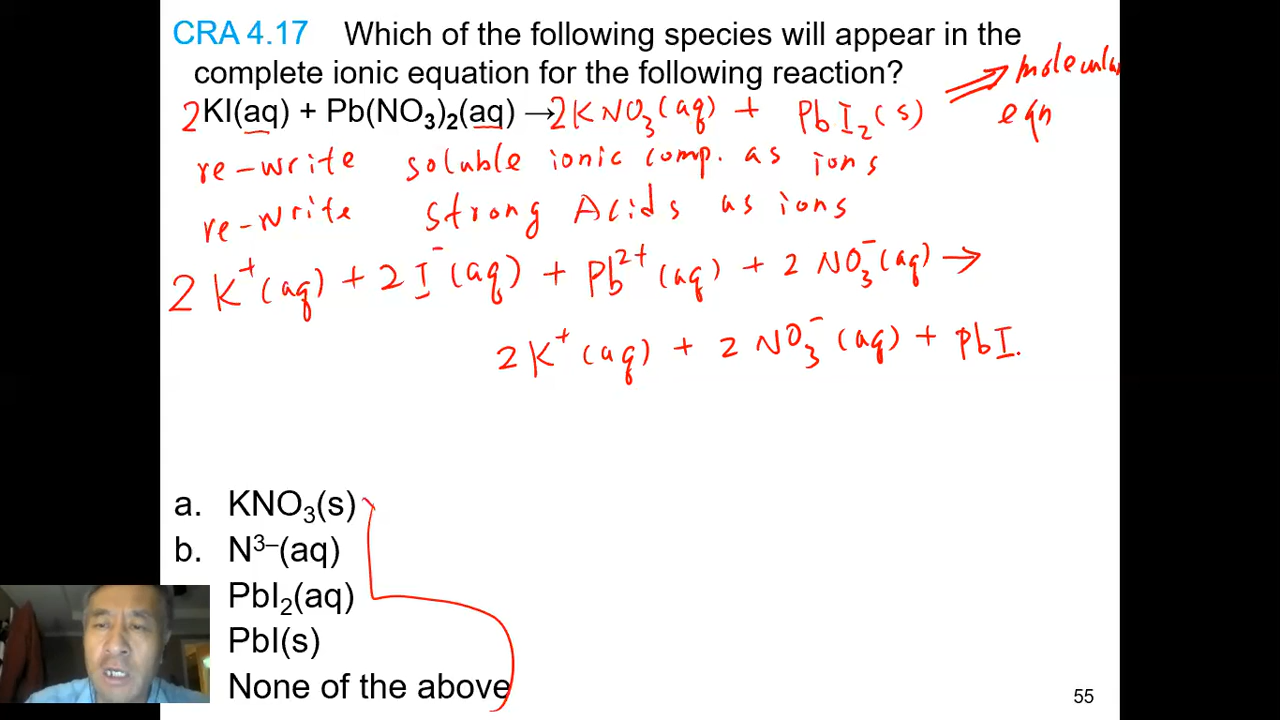 CRA 4.17 Which of the following species will appear in the
complete ionic equation for the following reaction?
⇒ molecular
eqn
2KI(aq) + Pb(NO₃)₂(aq) → 2KNO₃(aq) + PbI₂(s)
re-write soluble ionic comp. as ions
re-write strong Acids as ions
2K⁺(aq) + 2I⁻(aq) + Pb²⁺(aq) + 2NO₃⁻(aq) →
2K⁺(aq) + 2NO₃⁻(aq) + PbI
a. KNO₃(s)
b. N³⁻(aq)
PbI₂(aq)
PbI(s)
None of the above
55